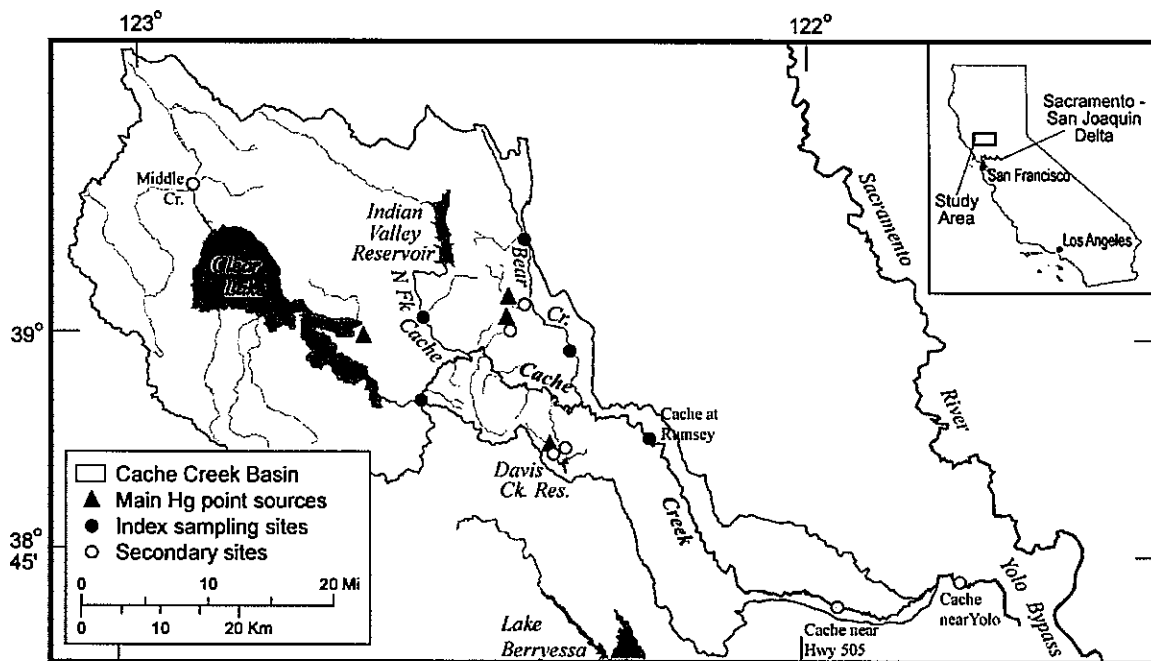 123°
122°
Sacramento -
San Joaquin
Delta
San Francisco
Study
Area
Los Angeles
Middle
Cr.
Indian
Valley
Reservoir
Clear
Lake
Bear
Cr.
N Fk Cache
Cache
Creek
Sacramento
River
39°
Cache at
Rumsey
Davis
Ck. Res.
Cache Creek Basin
Main Hg point sources
Index sampling sites
Secondary sites
0 10 20 Mi
0 10 20 Km
38°
45'
Lake
Berryessa
Cache near
Hwy 505
Cache
near Yolo
Yolo Bypass